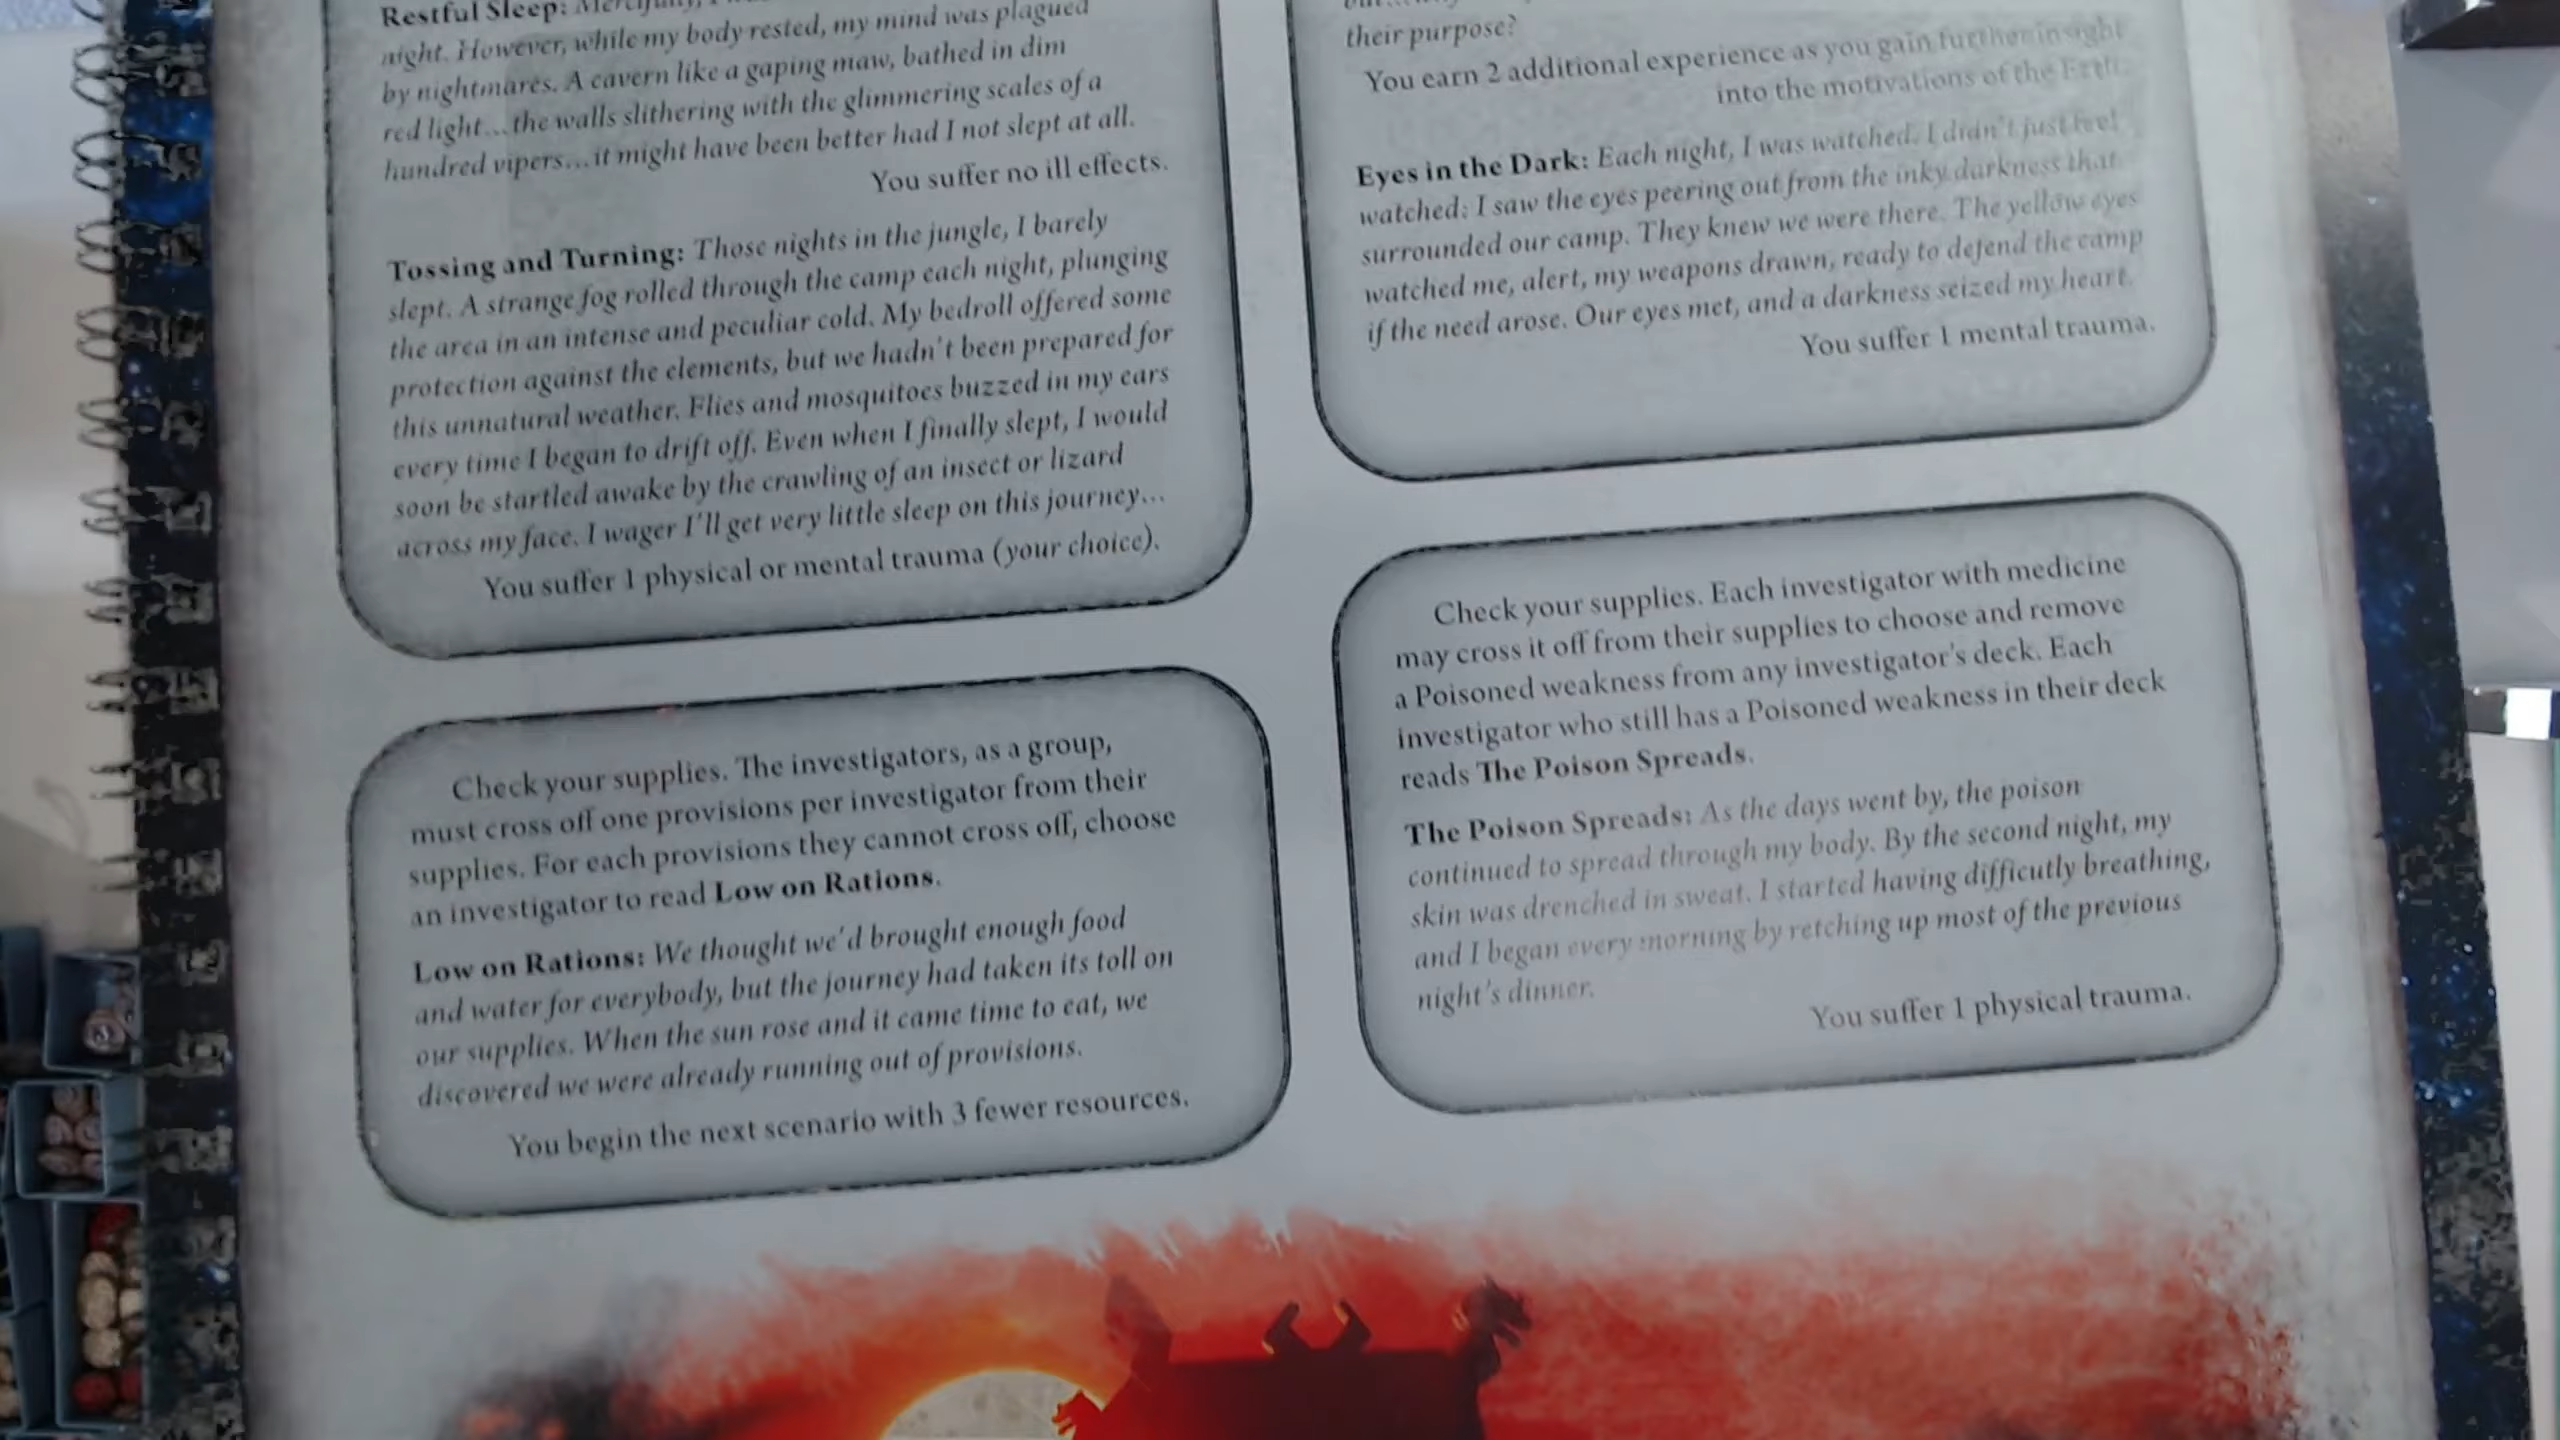 Restful Sleep: Mercifully, I
night. However, while my body rested, my mind was plagued
by nightmares. A cavern like a gaping maw, bathed in dim
red light...the walls slithering with the glimmering scales of a
hundred vipers...it might have been better had I not slept at all.
You suffer no ill effects.
Tossing and Turning: Those nights in the jungle, I barely
slept. A strange fog rolled through the camp each night, plunging
the area in an intense and peculiar cold. My bedroll offered some
protection against the elements, but we hadn't been prepared for
this unnatural weather. Flies and mosquitoes buzzed in my ears
every time I began to drift off. Even when I finally slept, I would
soon be startled awake by the crawling of an insect or lizard
across my face. I wager I'll get very little sleep on this journey...
You suffer 1 physical or mental trauma (your choice).
Check your supplies. The investigators, as a group,
must cross off one provisions per investigator from their
supplies. For each provisions they cannot cross off, choose
an investigator to read Low on Rations.
Low on Rations: We thought we'd brought enough food
and water for everybody, but the journey had taken its toll on
our supplies. When the sun rose and it came time to eat, we
discovered we were already running out of provisions.
You begin the next scenario with 3 fewer resources.
their purpose?
You earn 2 additional experience as you gain further insight
into the motivations of the Eztli.
Eyes in the Dark: Each night, I was watched. I didn't just feel
watched: I saw the eyes peering out from the inky darkness that
surrounded our camp. They knew we were there. The yellow eyes
watched me, alert, my weapons drawn, ready to defend the camp
if the need arose. Our eyes met, and a darkness seized my heart.
You suffer 1 mental trauma.
Check your supplies. Each investigator with medicine
may cross it off from their supplies to choose and remove
a Poisoned weakness from any investigator's deck. Each
investigator who still has a Poisoned weakness in their deck
reads The Poison Spreads.
The Poison Spreads: As the days went by, the poison
continued to spread through my body. By the second night, my
skin was drenched in sweat. I started having difficutly breathing,
and I began every morning by retching up most of the previous
night's dinner.
You suffer 1 physical trauma.